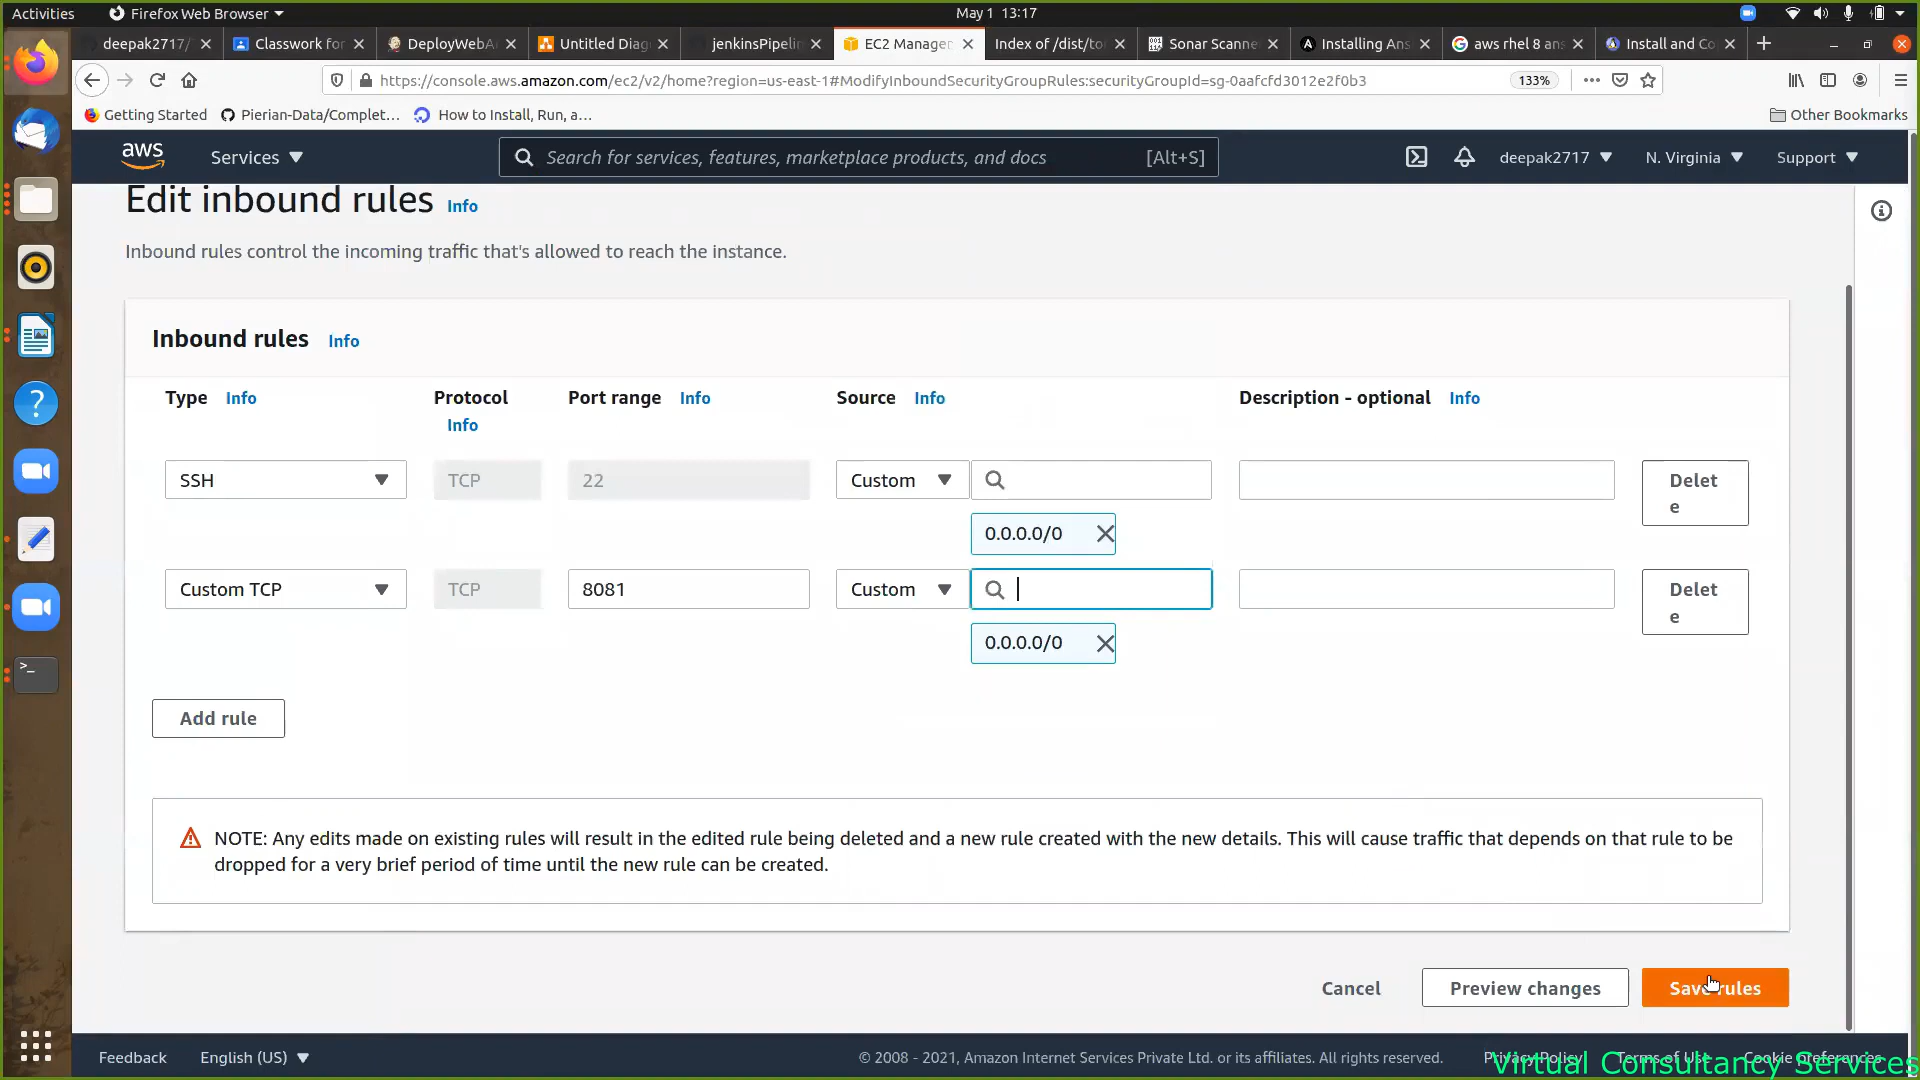 Activities
Firefox Web Browser
May 1 13:17
deepak2717/
Classwork for
DeployWebA
Untitled Diag
jenkinsPipelin
EC2 Manager
Index of /dist/to
Sonar Scanne
Installing Ans
aws rhel 8 ans
Install and Co
https://console.aws.amazon.com/ec2/v2/home?region=us-east-1#ModifyInboundSecurityGroupRules:securityGroupId=sg-0aafcfd3012e2f0b3
133%
Getting Started
Pierian-Data/Complet...
How to Install, Run, a...
Other Bookmarks
aws
Services
Search for services, features, marketplace products, and docs
[Alt+S]
deepak2717
N. Virginia
Support
Edit inbound rules Info
Inbound rules control the incoming traffic that's allowed to reach the instance.
Inbound rules Info
Type Info
Protocol Info
Port range Info
Source Info
Description - optional Info
SSH
TCP
22
Custom
Delet
e
0.0.0.0/0
Custom TCP
TCP
8081
Custom
Delet
e
0.0.0.0/0
Add rule
NOTE: Any edits made on existing rules will result in the edited rule being deleted and a new rule created with the new details. This will cause traffic that depends on that rule to be
dropped for a very brief period of time until the new rule can be created.
Cancel
Preview changes
Save rules
Feedback
English (US)
© 2008 - 2021, Amazon Internet Services Private Ltd. or its affiliates. All rights reserved.
Privacy Policy
Terms of Use
Cookie preferences
Virtual Consultancy Services